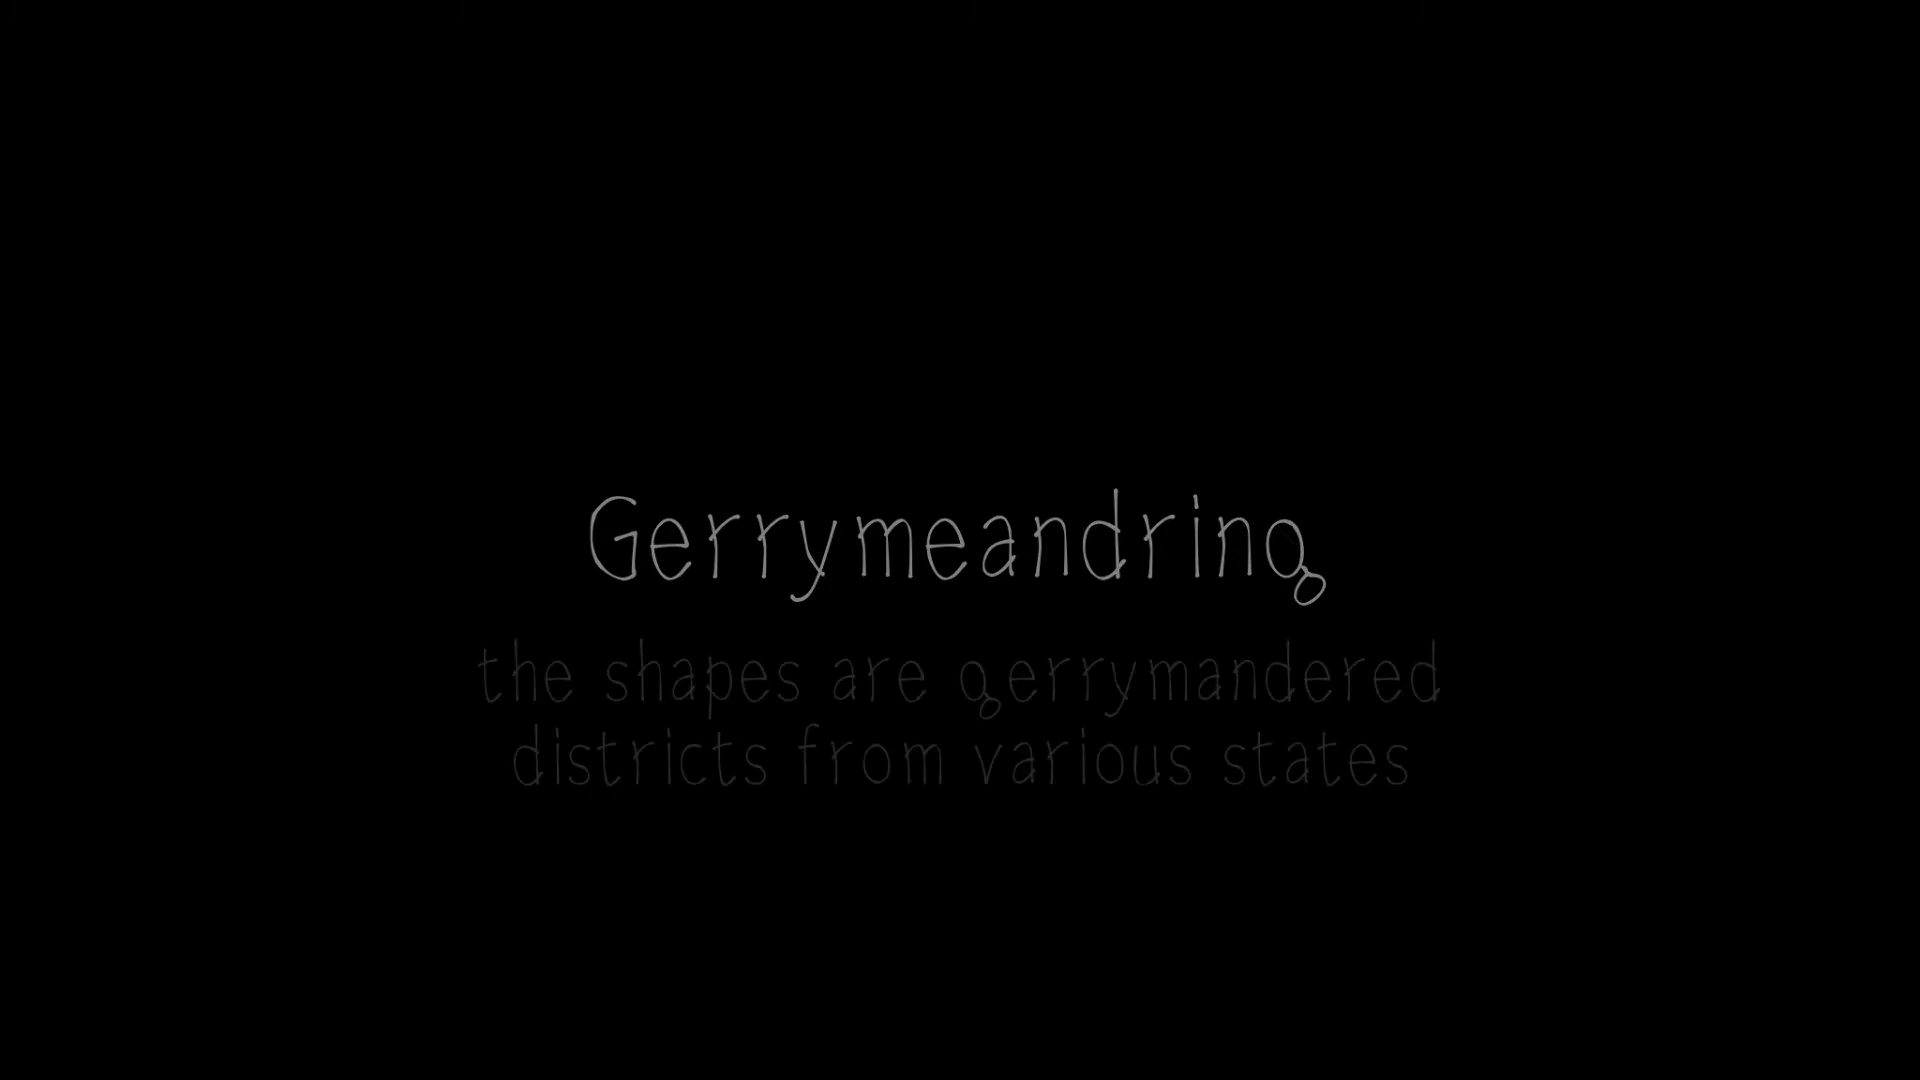 Gerrymeandring
the shapes are gerrymandered
districts from various states